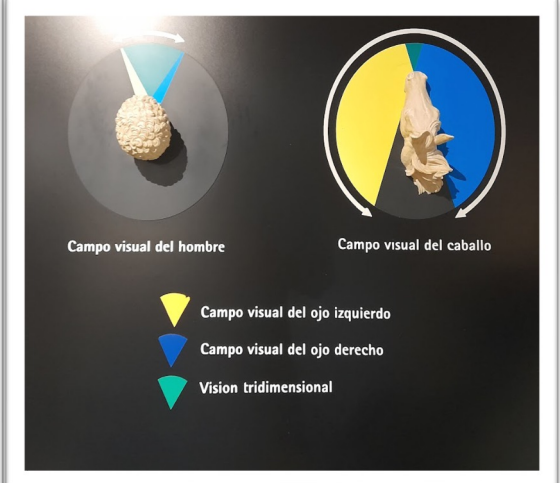 Campo visual del hombre
Campo visual del caballo
Campo visual del ojo izquierdo
Campo visual del ojo derecho
Vision tridimensional